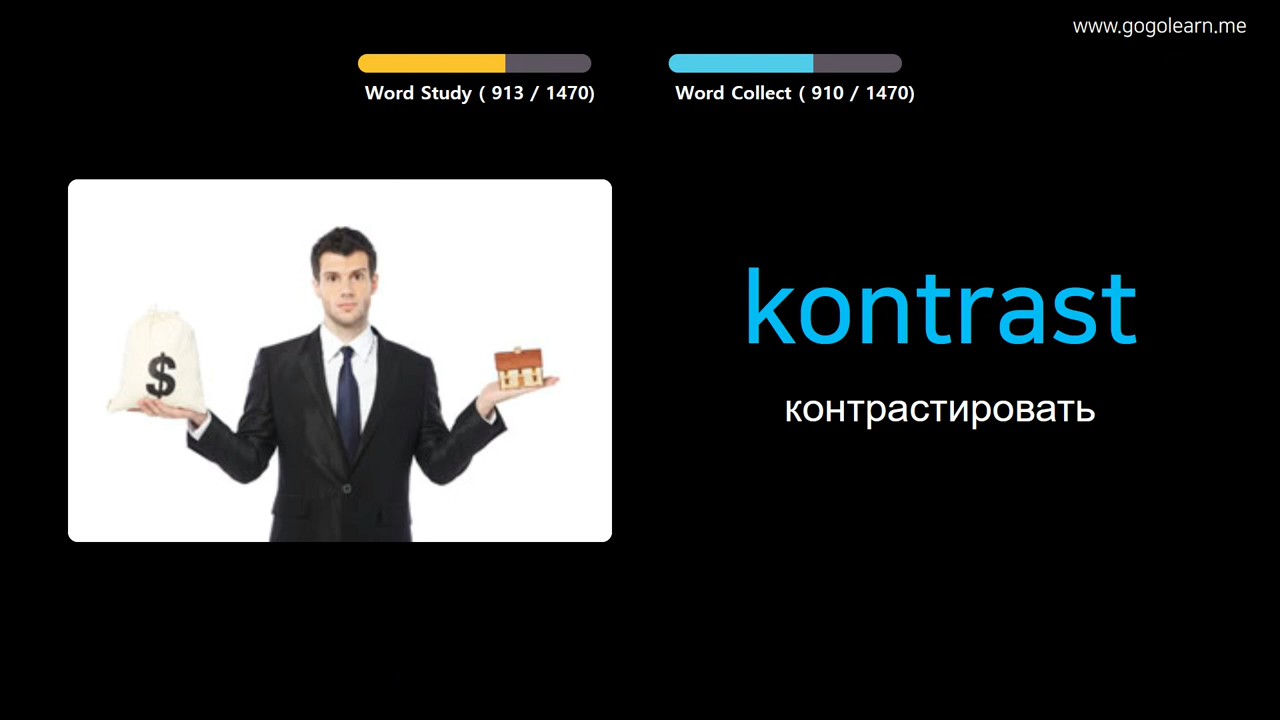 www.gogolearn.me
Word Study ( 913 / 1470)
Word Collect ( 910 / 1470)
$
kontrast
контрастировать